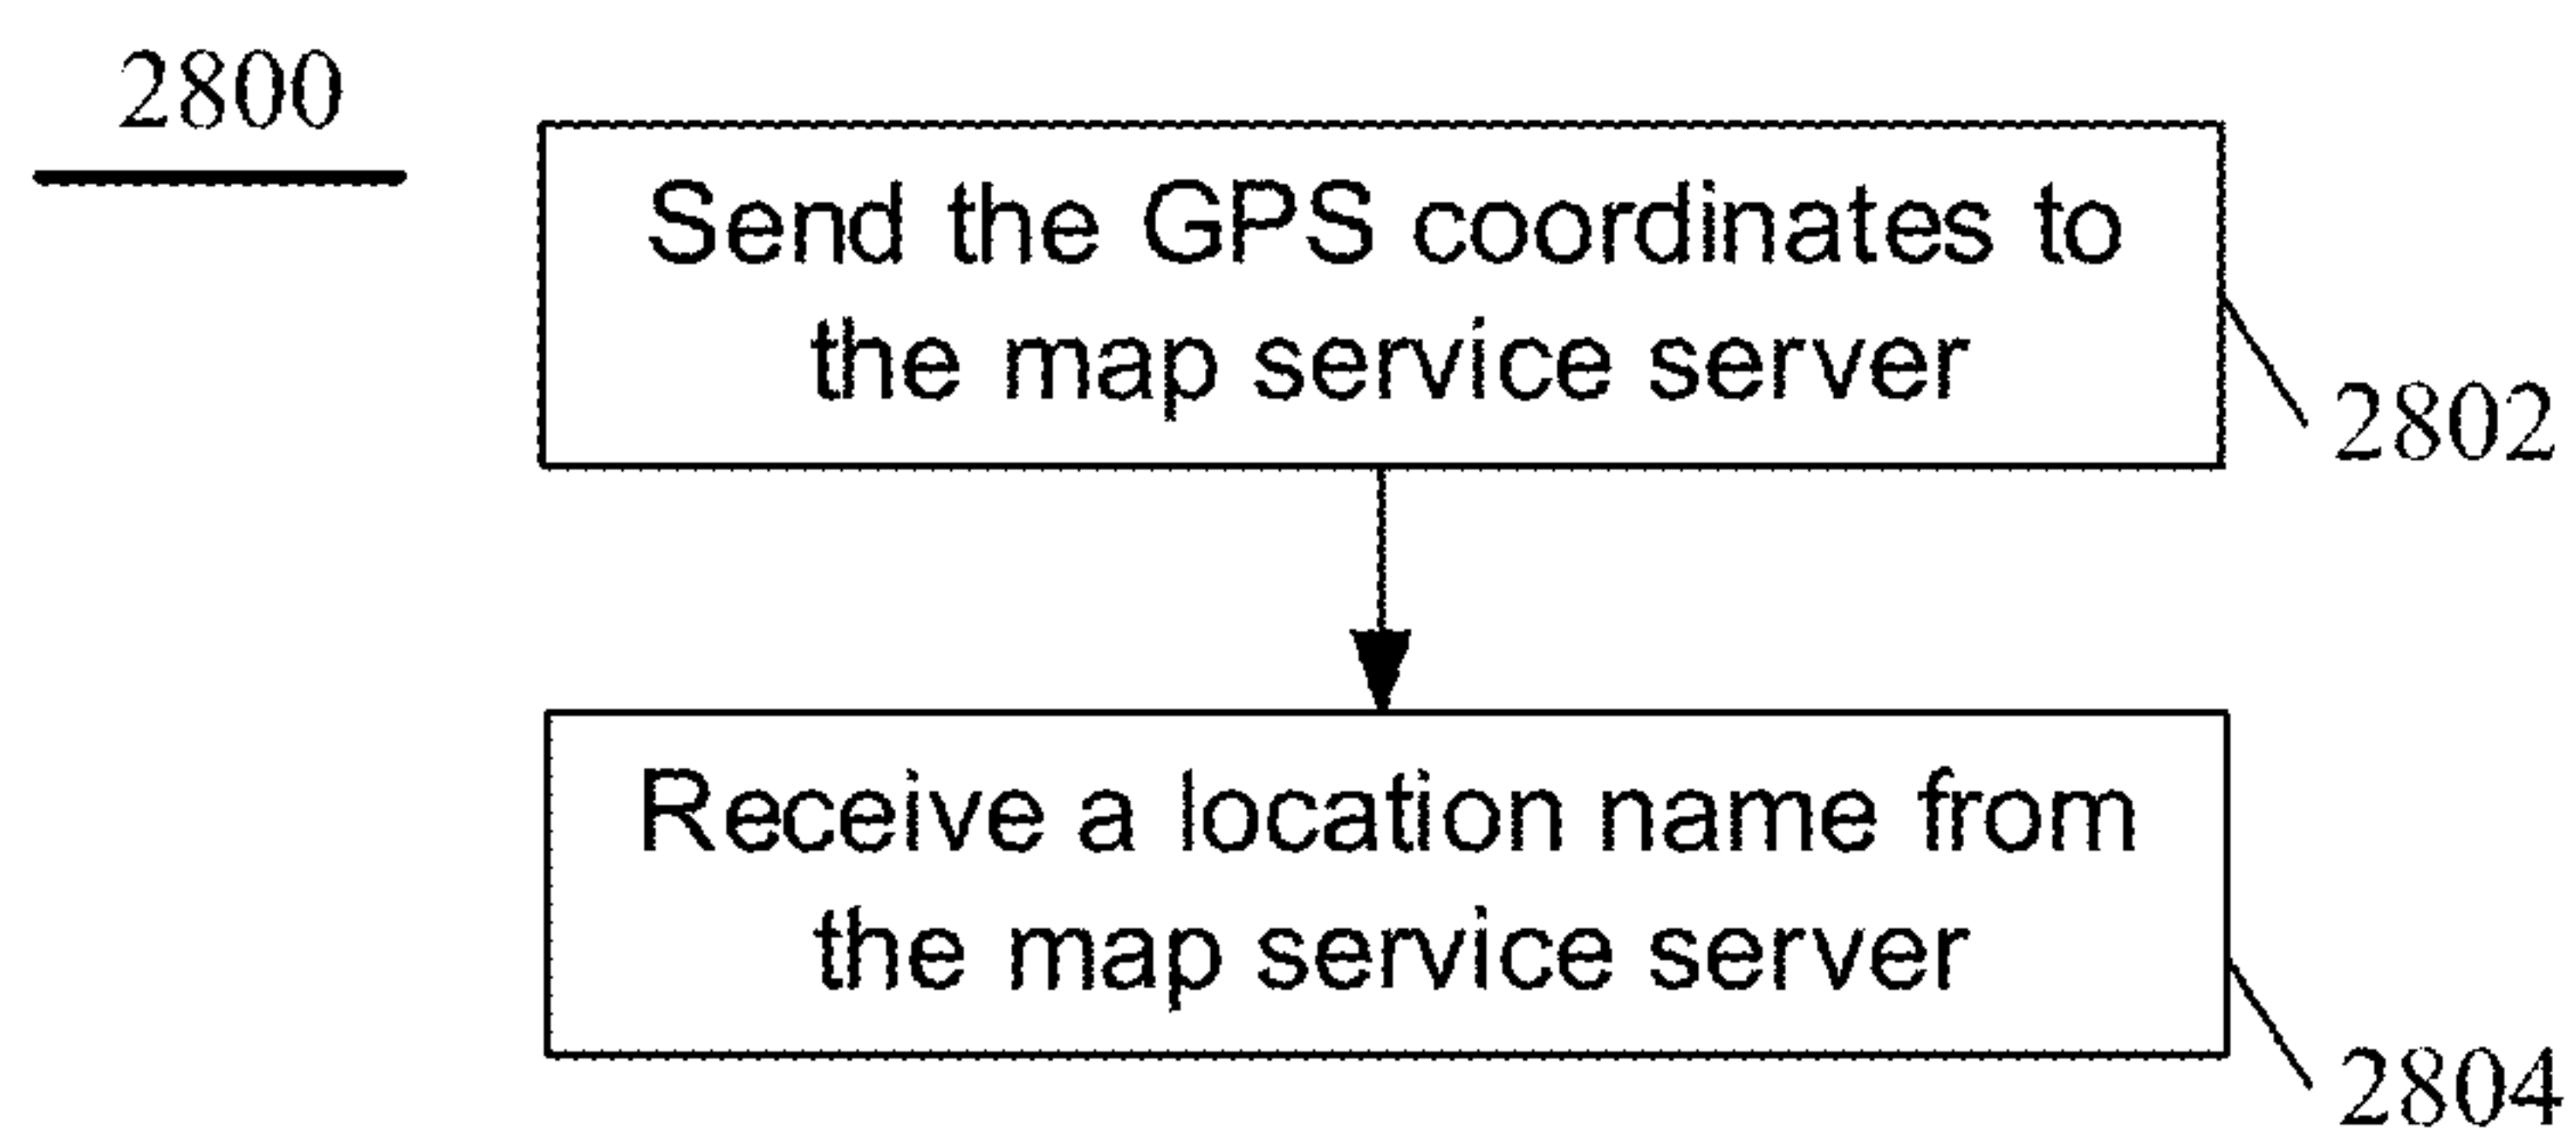 2800
Send the GPS coordinates to
the map service server
2802
Receive a location name from
the map service server
2804